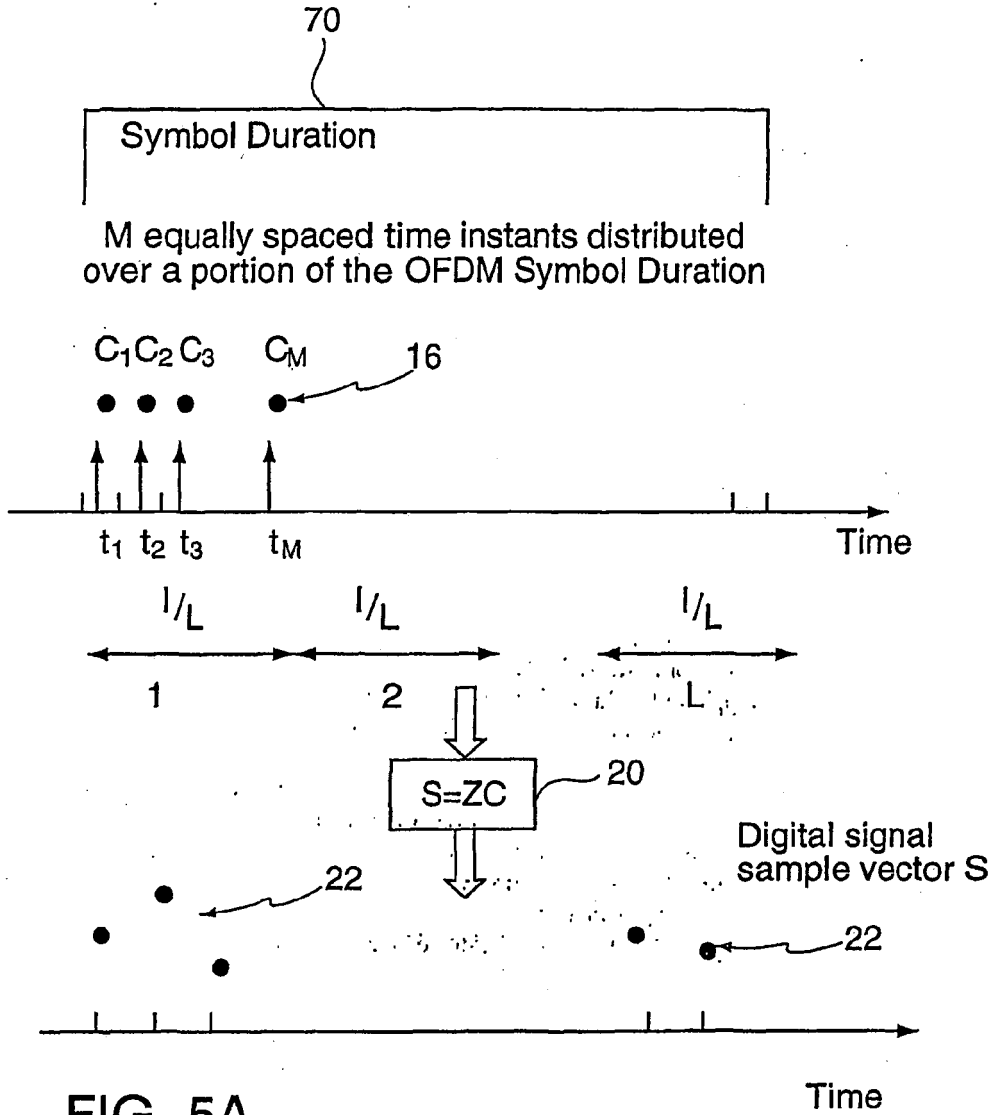 70
Symbol Duration
M equally spaced time instants distributed
over a portion of the OFDM Symbol Duration
C1 C2 C3 CM 16
t1 t2 t3 tM Time
1/L 1/L 1/L
1 2 L
S=ZC 20
Digital signal
sample vector S
22 22
Time
FIG. 5A